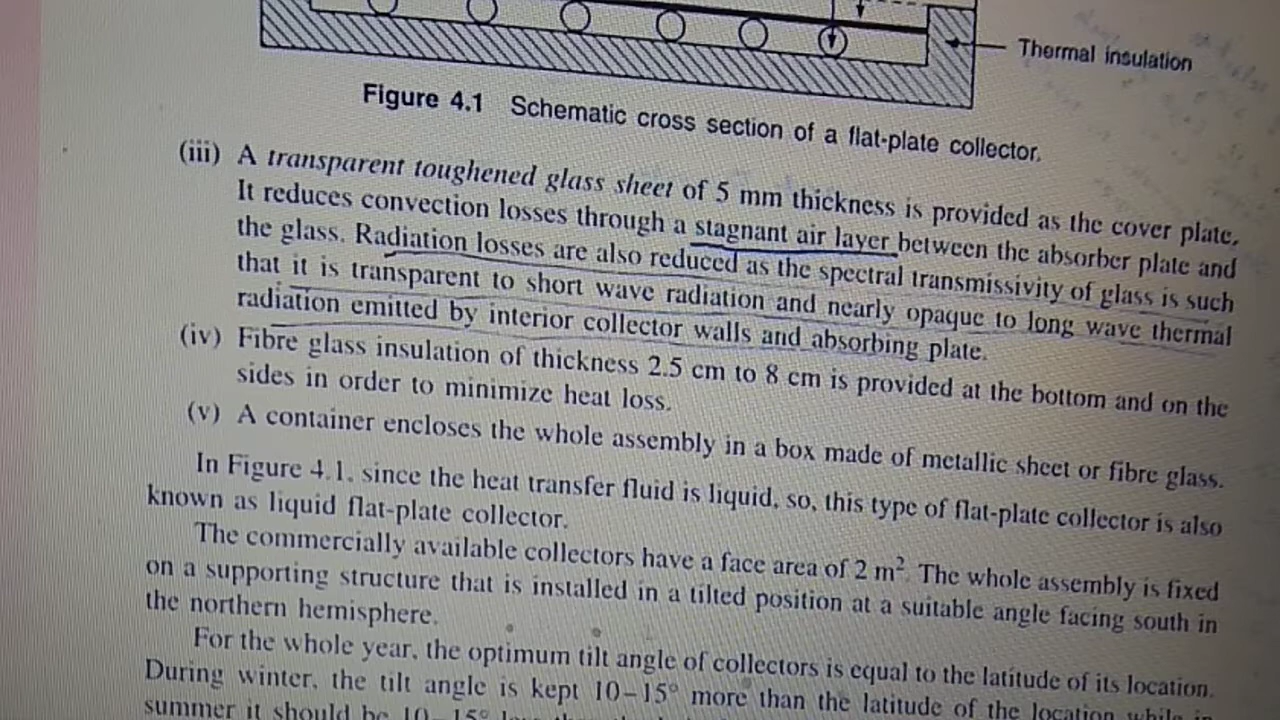 Thermal insulation
Figure 4.1 Schematic cross section of a flat-plate collector.
(iii) A transparent toughened glass sheet of 5 mm thickness is provided as the cover plate.
It reduces convection losses through a stagnant air layer between the absorber plate and
the glass. Radiation losses are also reduced as the spectral transmissivity of glass is such
that it is transparent to short wave radiation and nearly opaque to long wave thermal
radiation emitted by interior collector walls and absorbing plate.
(iv) Fibre glass insulation of thickness 2.5 cm to 8 cm is provided at the bottom and on the
sides in order to minimize heat loss.
(v) A container encloses the whole assembly in a box made of metallic sheet or fibre glass.
In Figure 4.1, since the heat transfer fluid is liquid, so, this type of flat-plate collector is also
known as liquid flat-plate collector.
The commercially available collectors have a face area of 2 m². The whole assembly is fixed
on a supporting structure that is installed in a tilted position at a suitable angle facing south in
the northern hemisphere.
For the whole year, the optimum tilt angle of collectors is equal to the latitude of its location.
During winter, the tilt angle is kept 10–15° more than the latitude of the location while in
summer it should be 10–15° less than the